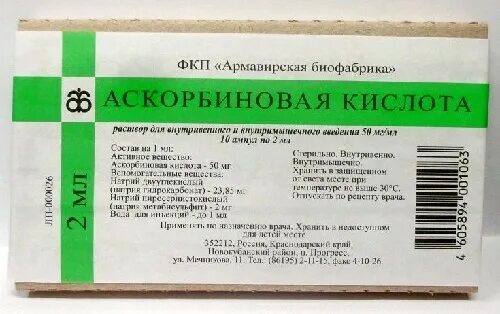 ФКП «Армавирская биофабрика»
АСКОРБИНОВАЯ КИСЛОТА
раствор для внутривенного и внутримышечного введения 50 мг/мл
10 ампул по 2 мл
Состав на 1 мл:
Активное вещество:
Аскорбиновая кислота - 50 мг
Вспомогательные вещества:
Натрий двууглекислый
(натрия гидрокарбонат) - 23,85 мг
Натрий пиросернистокислый
(натрия метабисульфит) - 2 мг
Вода для инъекций - до 1 мл
Стерильно. Внутривенно.
Внутримышечно.
Хранить в защищенном
от света месте при
температуре не выше 30°С.
Отпускать по рецепту врача.
Применять по назначению врача. Хранить в недоступном
для детей месте
352212, Россия, Краснодарский край,
Новокубанский район, п. Прогресс,
ул. Мечникова, 11. Тел. (86195) 2-11-15, факс 4-10-26
2 МЛ
ЛП-000026
4 605894 001063